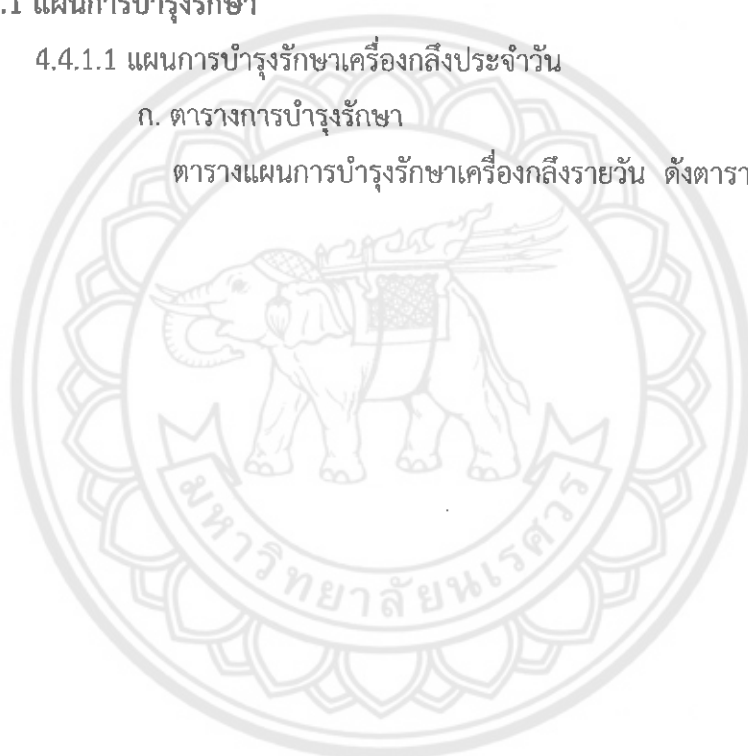 .1 แผนการบำรุงรักษา
4.4.1.1 แผนการบำรุงรักษาเครื่องกลึงประจำวัน
ก. ตารางการบำรุงรักษา
ตารางแผนการบำรุงรักษาเครื่องกลึงรายวัน ดังตารา
มหาวิทยาลัยนเรศวร